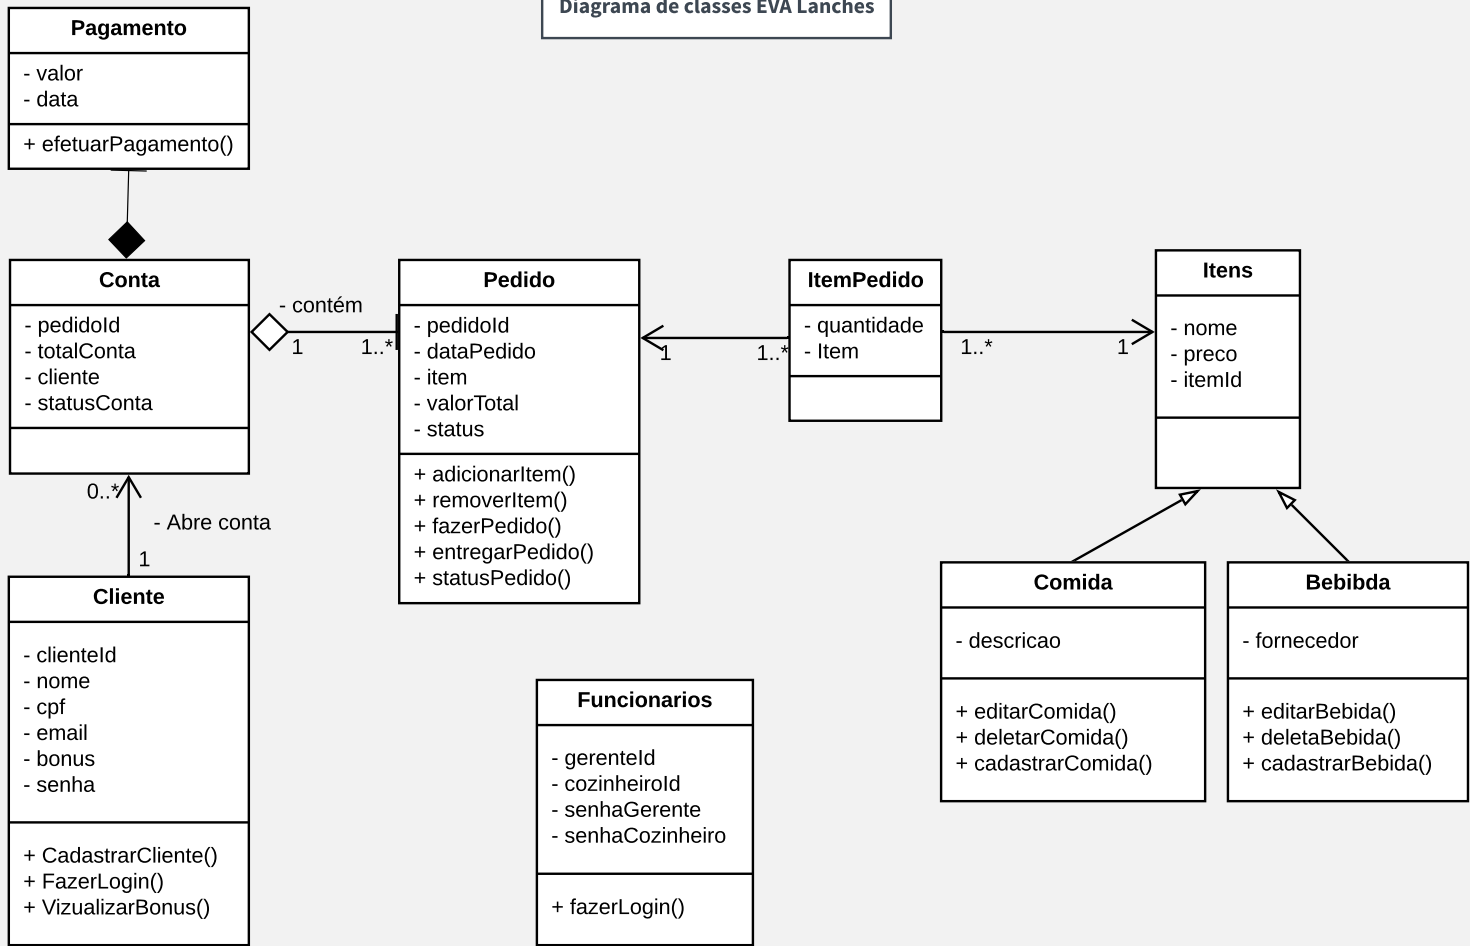 Diagrama de classes EVA Lanches
Pagamento
- valor
- data
+ efetuarPagamento()
Conta
- pedidoId
- totalConta
- cliente
- statusConta
- contém
1
1..*
Pedido
- pedidoId
- dataPedido
- item
- valorTotal
- status
+ adicionarItem()
+ removerItem()
+ fazerPedido()
+ entregarPedido()
+ statusPedido()
1
1..*
ItemPedido
- quantidade
- Item
1..*
1
Itens
- nome
- preco
- itemId
0..*
- Abre conta
1
Cliente
- clienteId
- nome
- cpf
- email
- bonus
- senha
+ CadastrarCliente()
+ FazerLogin()
+ VizualizarBonus()
Funcionarios
- gerenteId
- cozinheiroId
- senhaGerente
- senhaCozinheiro
+ fazerLogin()
Comida
- descricao
+ editarComida()
+ deletarComida()
+ cadastrarComida()
Bebibda
- fornecedor
+ editarBebida()
+ deletaBebida()
+ cadastrarBebida()